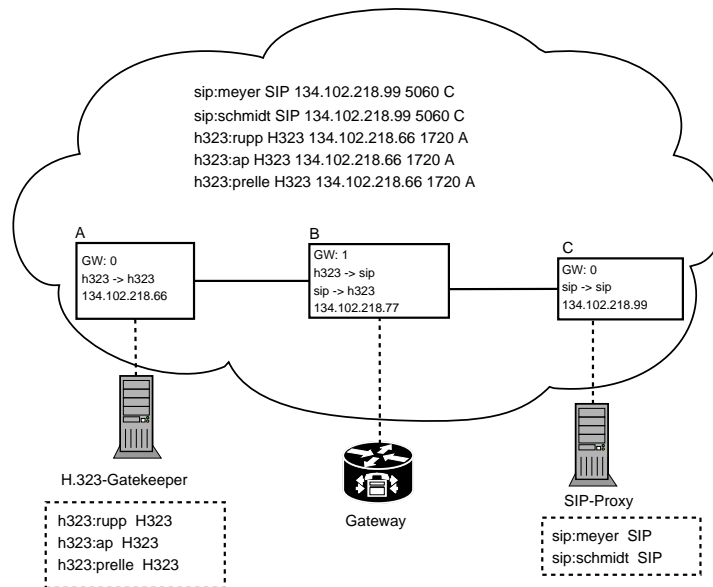 sip:meyer SIP 134.102.218.99 5060 C
sip:schmidt SIP 134.102.218.99 5060 C
h323:rupp H323 134.102.218.66 1720 A
h323:ap H323 134.102.218.66 1720 A
h323:prelle H323 134.102.218.66 1720 A
A
GW: 0
h323 -> h323
134.102.218.66
B
GW: 1
h323 -> sip
sip -> h323
134.102.218.77
C
GW: 0
sip -> sip
134.102.218.99
H.323-Gatekeeper
h323:rupp H323
h323:ap H323
h323:prelle H323
Gateway
SIP-Proxy
sip:meyer SIP
sip:schmidt SIP